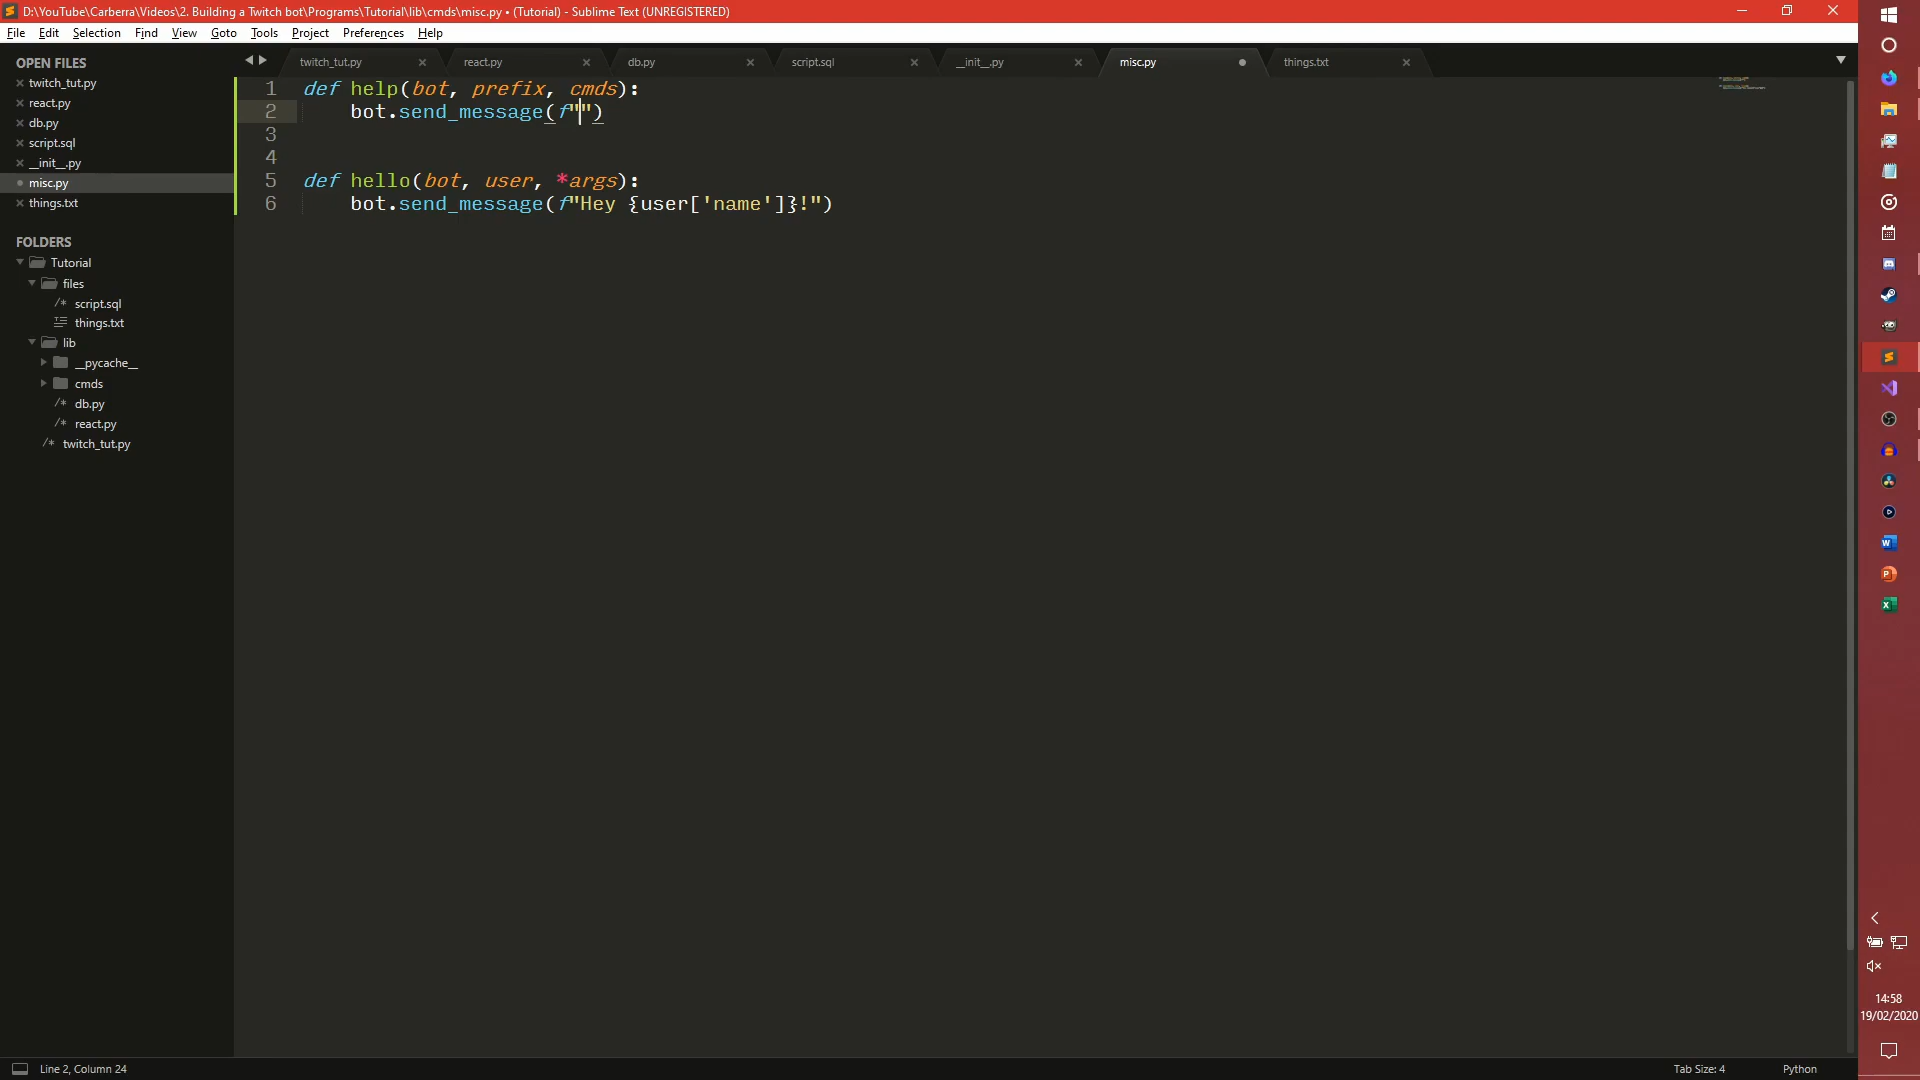 D:\YouTube\Carberra\Videos\2. Building a Twitch bot\Programs\Tutorial\lib\cmds\misc.py • (Tutorial) - Sublime Text (UNREGISTERED)
File Edit Selection Find View Goto Tools Project Preferences Help
OPEN FILES
twitch_tut.py
react.py
db.py
script.sql
__init__.py
misc.py
things.txt
FOLDERS
Tutorial
files
script.sql
things.txt
lib
__pycache__
cmds
db.py
react.py
twitch_tut.py
twitch_tut.py react.py db.py script.sql __init__.py misc.py things.txt
1 def help(bot, prefix, cmds):
2 bot.send_message(f"")
3
4
5 def hello(bot, user, *args):
6 bot.send_message(f"Hey {user['name']}!")
14:58
19/02/2020
Line 2, Column 24
Tab Size: 4
Python